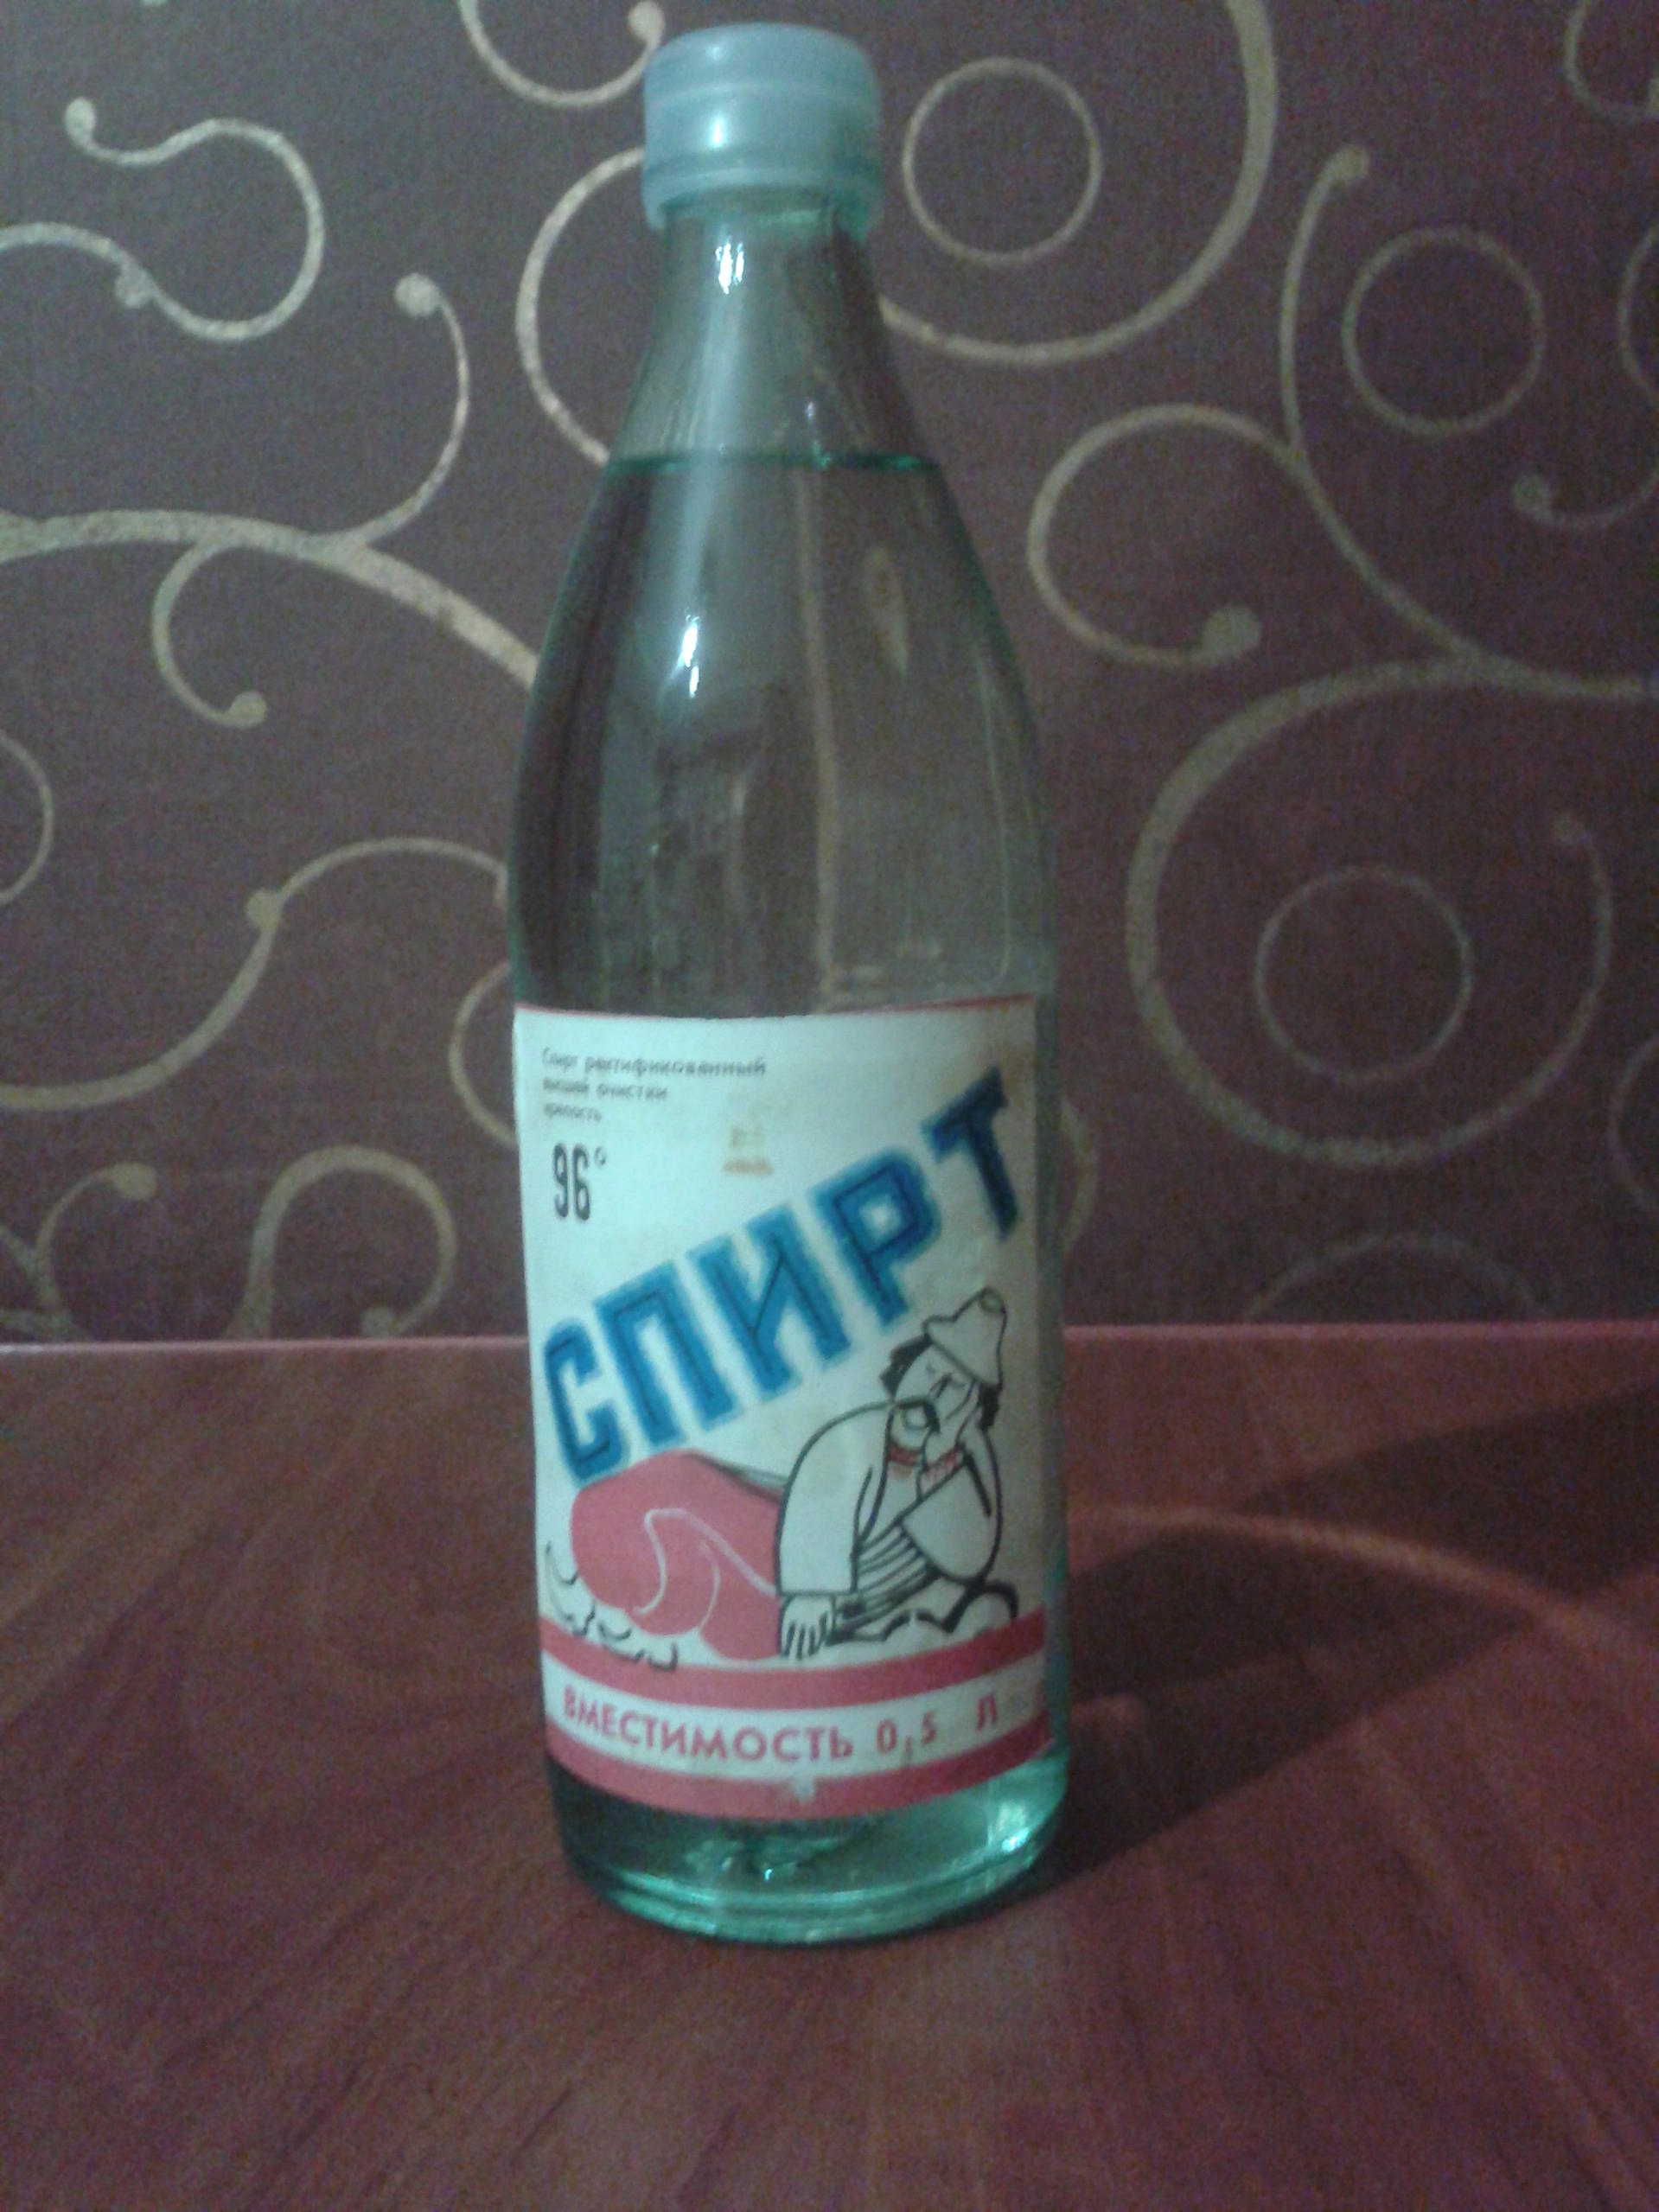 Спирт ректификованный
высшей очистки
крепость
96°
СПИРТ
ВМЕСТИМОСТЬ 0,5 Л